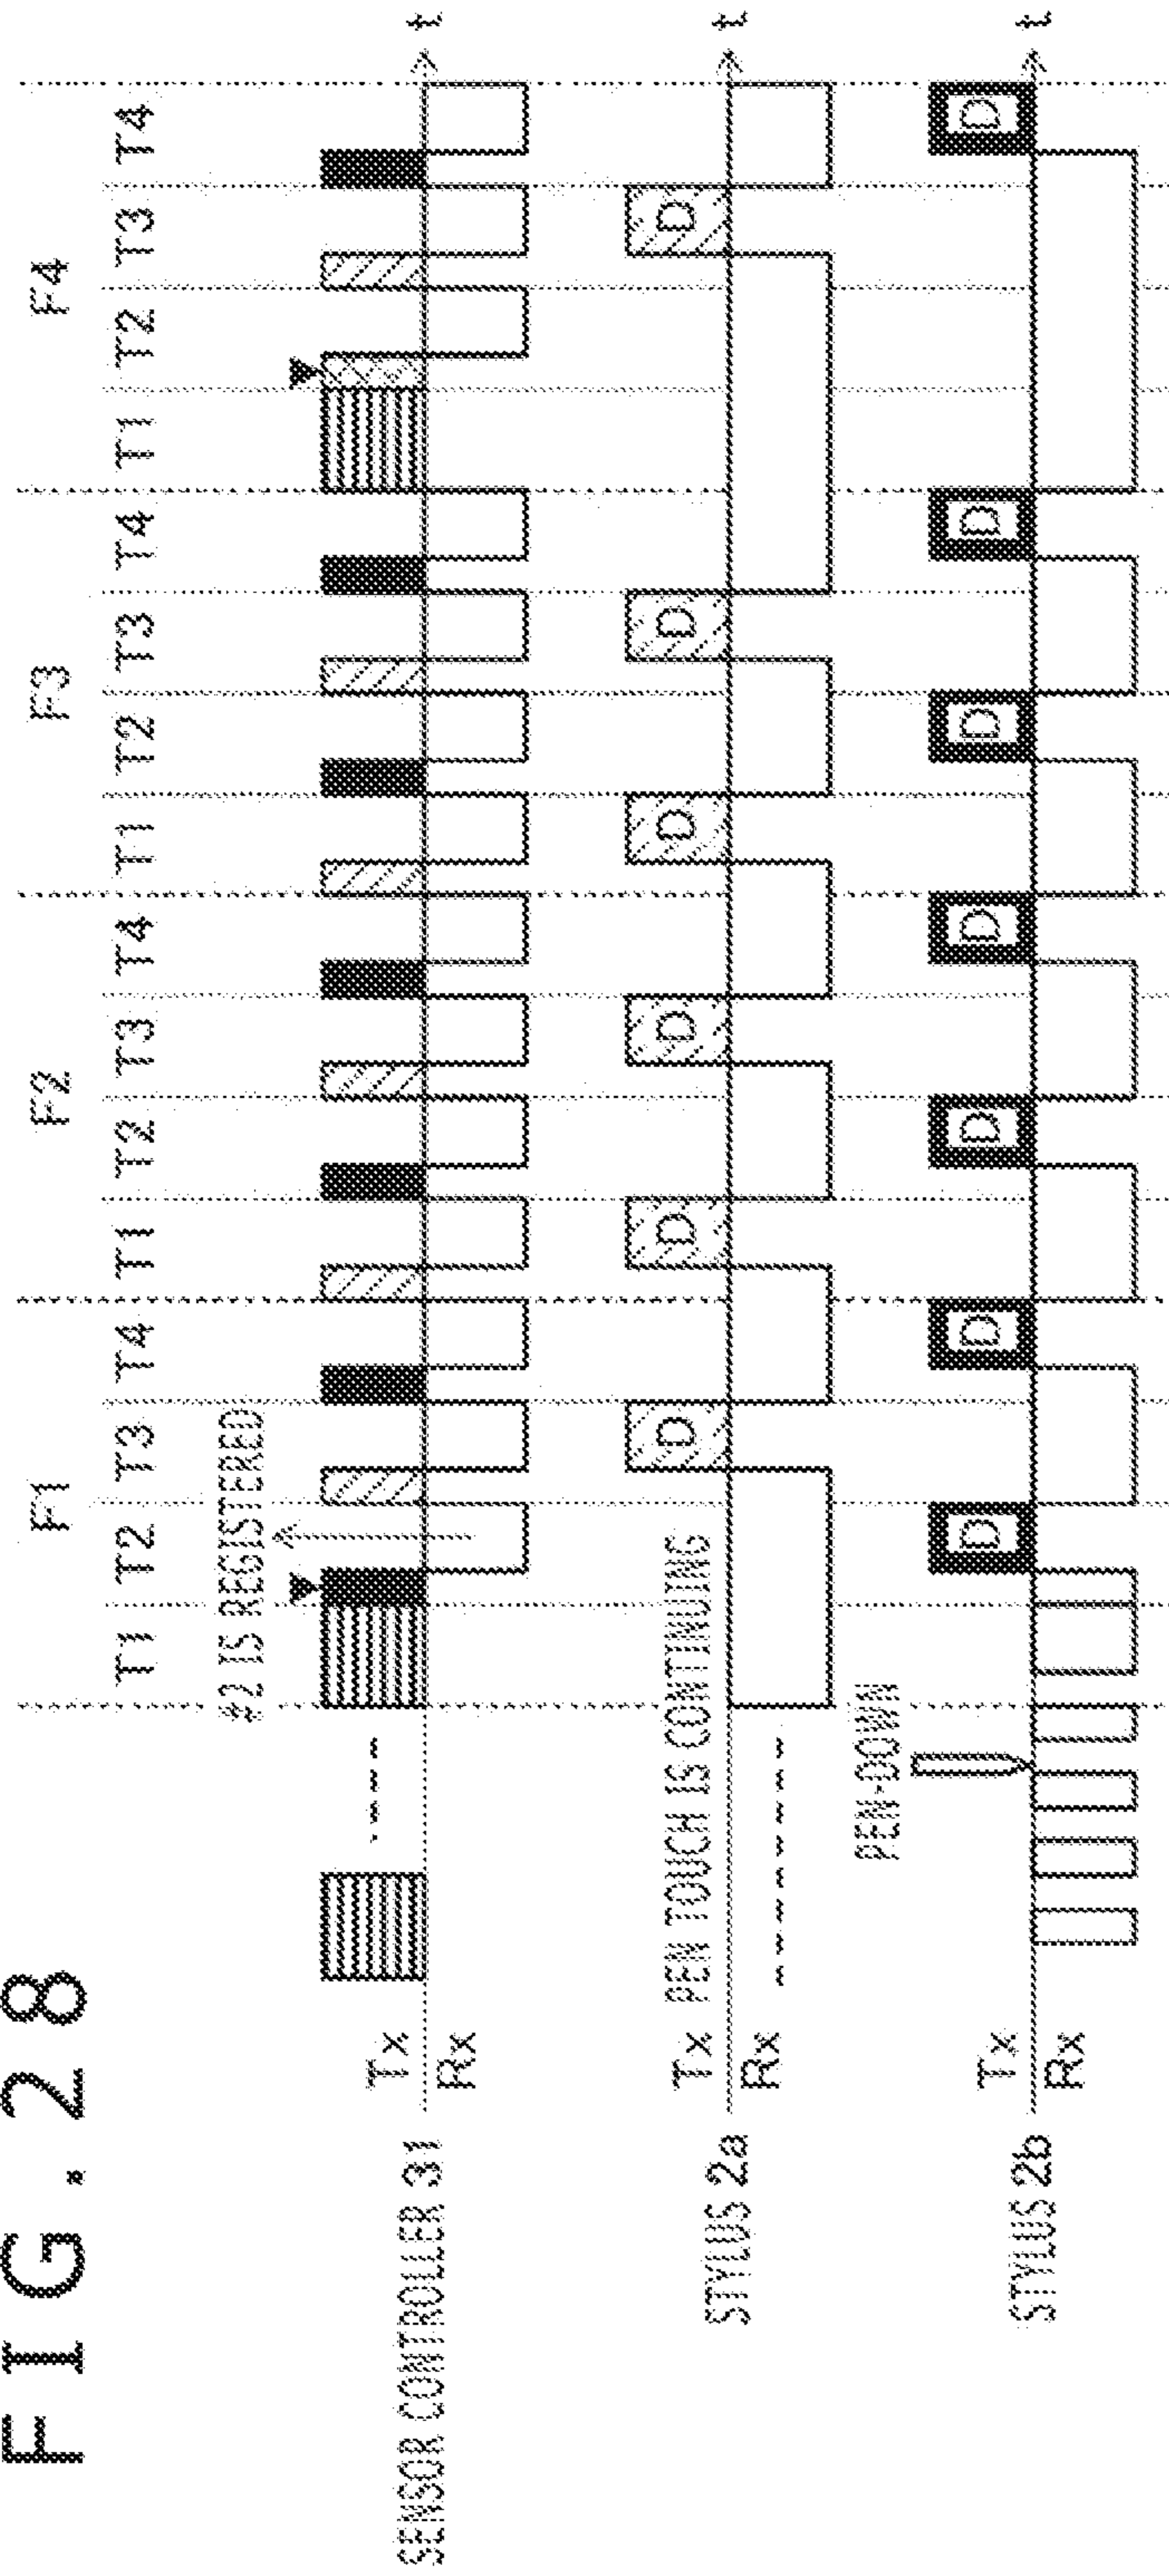 FIG. 28
F1 F2 F3 F4
T1 T2 T3 T4 T1 T2 T3 T4 T1 T2 T3 T4 T1 T2 T3 T4
#2 IS REGISTERED
SENSOR CONTROLLER 31
Tx
Rx
t
PEN TOUCH IS CONTINUING
D D D D D D
STYLUS 2a
Tx
Rx
t
PEN-DOWN
D D D D D D D
STYLUS 2b
Tx
Rx
t